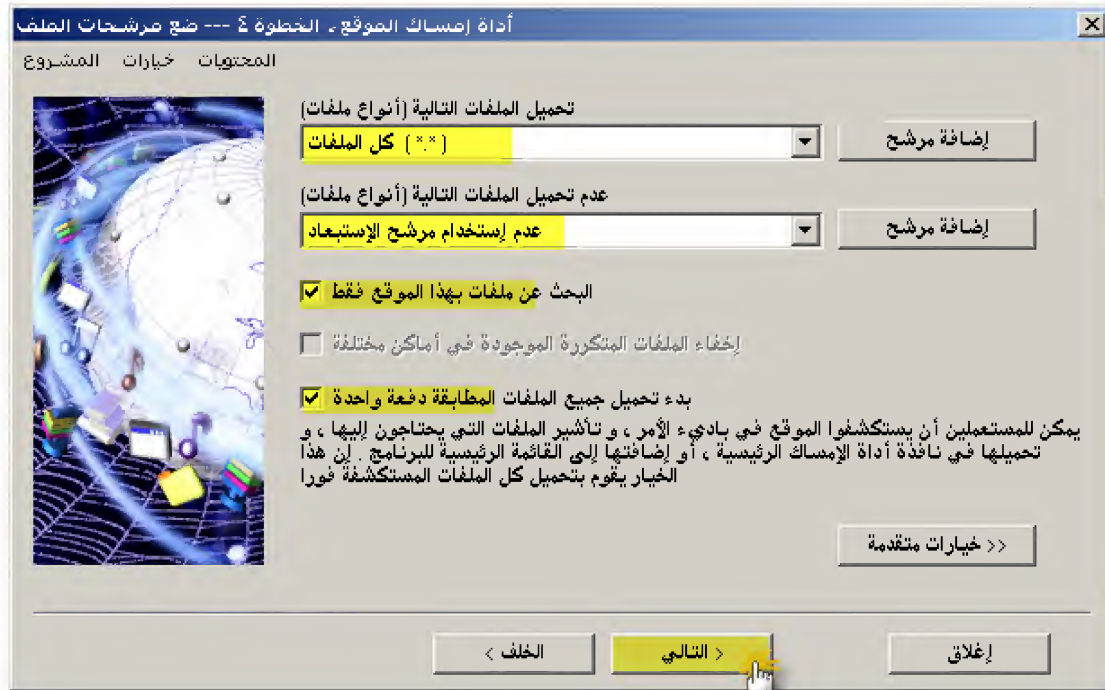 أداة إمساك الموقع ـ الخطوة ٤ --- ضع مرشحات الملف
المشروع خيارات المحتويات
تحميل الملفات التالية (أنواع ملفات)
كل الملفات (*.*)
إضافة مرشح
عدم تحميل الملفات التالية (أنواع ملفات)
عدم إستخدام مرشح الإستبعاد
إضافة مرشح
البحث عن ملفات بهذا الموقع فقط
إخفاء الملفات المتكررة الموجودة في أماكن مختلفة
بدء تحميل جميع الملفات المطابقة دفعة واحدة
يمكن للمستعملين أن يستكشفوا الموقع في باديء الأمر ، و تأشير الملفات التي يحتاجون إليها ، و
تحميلها في نافذة أداة الإمساك الرئيسية ، أو إضافتها إلى القائمة الرئيسية للبرنامج . إن هذا
الخيار يقوم بتحميل كل الملفات المستكشفة فورا
خيارات متقدمة >>
الخلف >
< التالي
إغلاق